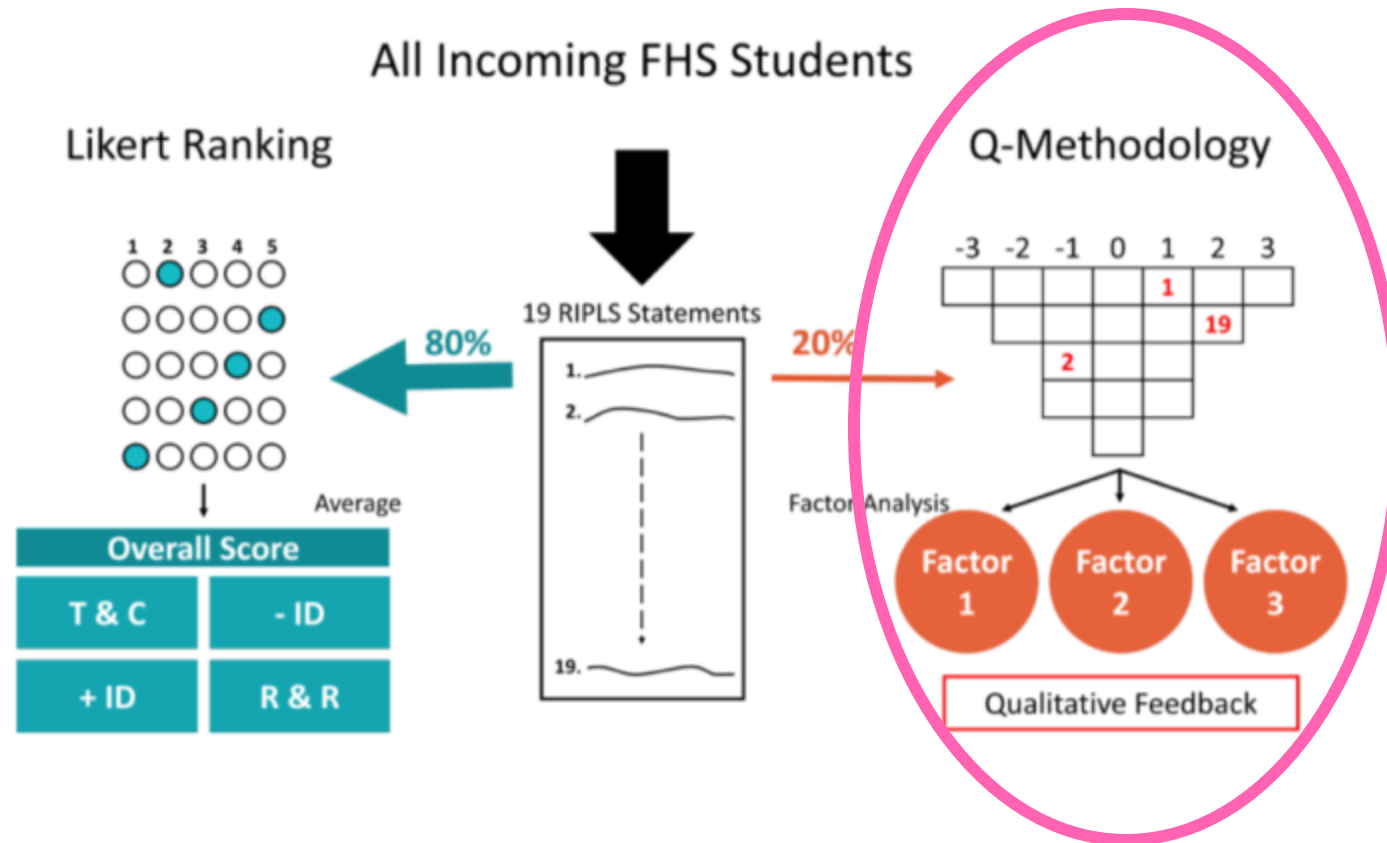 All Incoming FHS Students
Likert Ranking
Q-Methodology
1 2 3 4 5
-3 -2 -1 0 1 2 3
1
19
2
19 RIPLS Statements
1.
2.
19.
80%
20%
Average
Factor Analysis
Overall Score
T & C
- ID
+ ID
R & R
Factor
1
Factor
2
Factor
3
Qualitative Feedback